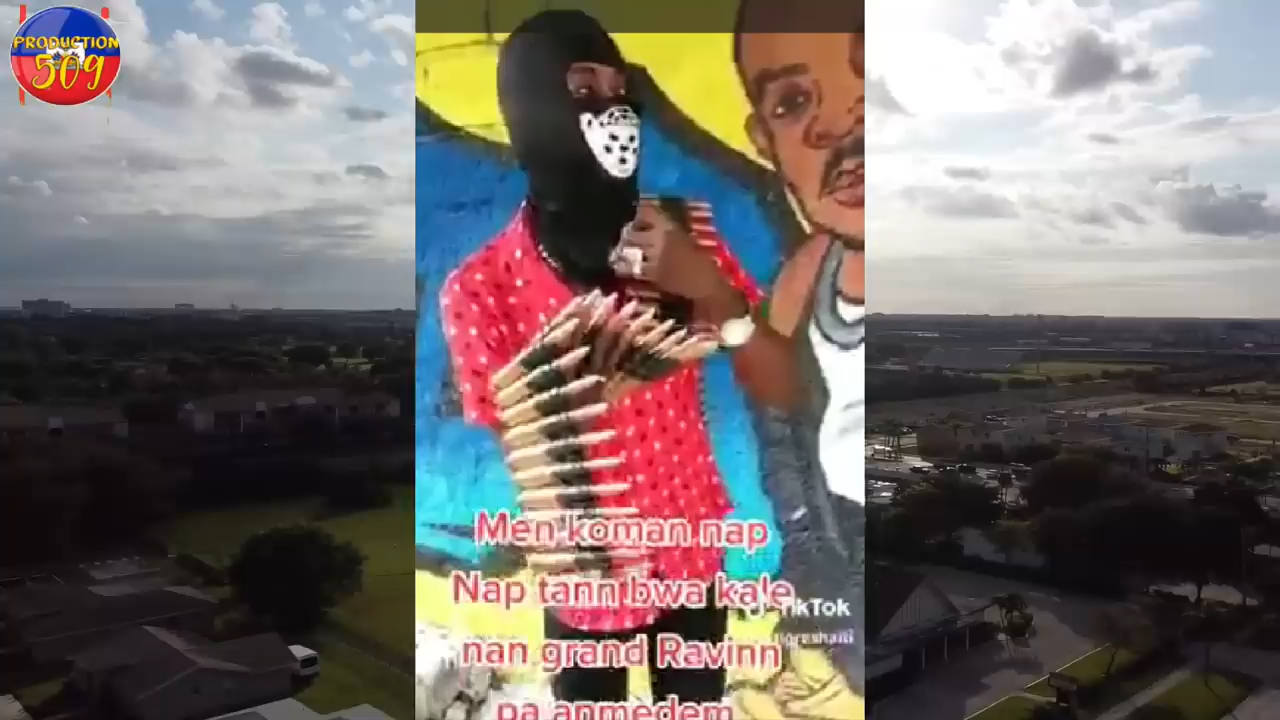 PRODUCTION
509
Men koman nap
Nap tann bwa kale
TikTok
nan grand Ravinn
pa anmedem